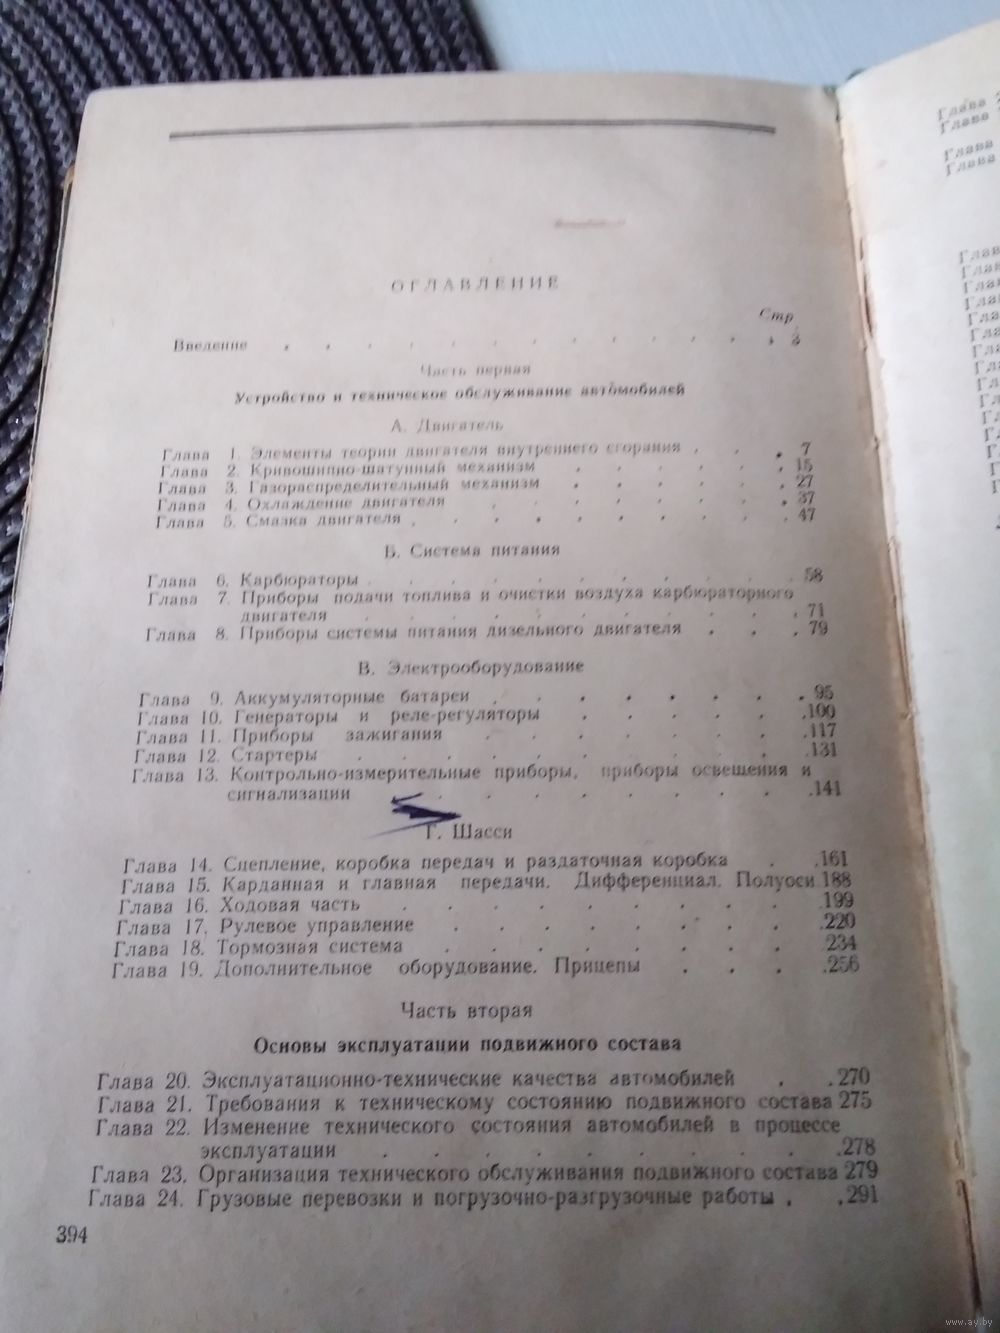 ОГЛАВЛЕНИЕ
Стр.
Введение . . . . . . . . . . . . . 3
Часть первая
Устройство и техническое обслуживание автомобилей
А. Двигатель
Глава 1. Элементы теории двигателя внутреннего сгорания . . . 7
Глава 2. Кривошипно-шатунный механизм . . . . . . 15
Глава 3. Газораспределительный механизм . . . . . . 27
Глава 4. Охлаждение двигателя . . . . . . . . 37
Глава 5. Смазка двигателя . . . . . . . . . . 47
Б. Система питания
Глава 6. Карбюраторы . . . . . . . . . . . 58
Глава 7. Приборы подачи топлива и очистки воздуха карбюраторного
двигателя . . . . . . . . . . . 71
Глава 8. Приборы системы питания дизельного двигателя . . . 79
В. Электрооборудование
Глава 9. Аккумуляторные батареи . . . . . . . . 95
Глава 10. Генераторы и реле-регуляторы . . . . . . 100
Глава 11. Приборы зажигания . . . . . . . . 117
Глава 12. Стартеры . . . . . . . . . . . 131
Глава 13. Контрольно-измерительные приборы, приборы освещения и
сигнализации . . . . . . . . . . 141
Г. Шасси
Глава 14. Сцепление, коробка передач и раздаточная коробка . . 161
Глава 15. Карданная и главная передачи. Дифференциал. Полуоси 188
Глава 16. Ходовая часть . . . . . . . . . . 199
Глава 17. Рулевое управление . . . . . . . . 220
Глава 18. Тормозная система . . . . . . . . 234
Глава 19. Дополнительное оборудование. Прицепы . . . . 256
Часть вторая
Основы эксплуатации подвижного состава
Глава 20. Эксплуатационно-технические качества автомобилей . . 270
Глава 21. Требования к техническому состоянию подвижного состава 275
Глава 22. Изменение технического состояния автомобилей в процессе
эксплуатации . . . . . . . . . . 278
Глава 23. Организация технического обслуживания подвижного состава 279
Глава 24. Грузовые перевозки и погрузочно-разгрузочные работы . . 291
394
Глава
Глава
Глава
Глава
www.ay.by